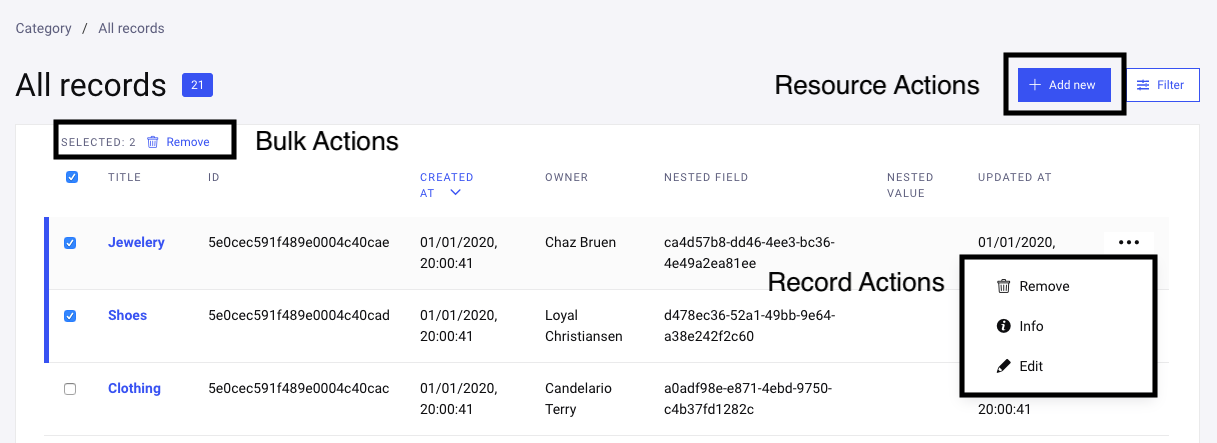 Category / All records
All records 21
Resource Actions
Add new
Filter
SELECTED: 2 Remove
Bulk Actions
TITLE ID CREATED AT OWNER NESTED FIELD NESTED VALUE UPDATED AT
Jewelery 5e0cec591f489e0004c40cae 01/01/2020, Chaz Bruen ca4d57b8-dd46-4ee3-bc36- 01/01/2020,
20:00:41 4e49a2ea81ee
Record Actions
Remove
Info
Edit
Shoes 5e0cec591f489e0004c40cad 01/01/2020, Loyal d478ec36-52a1-49bb-9e64-
20:00:41 Christiansen a38e242f2c60
Clothing 5e0cec591f489e0004c40cac 01/01/2020, Candelario a0adf98e-e871-4ebd-9750-
20:00:41 Terry c4b37fd1282c 20:00:41